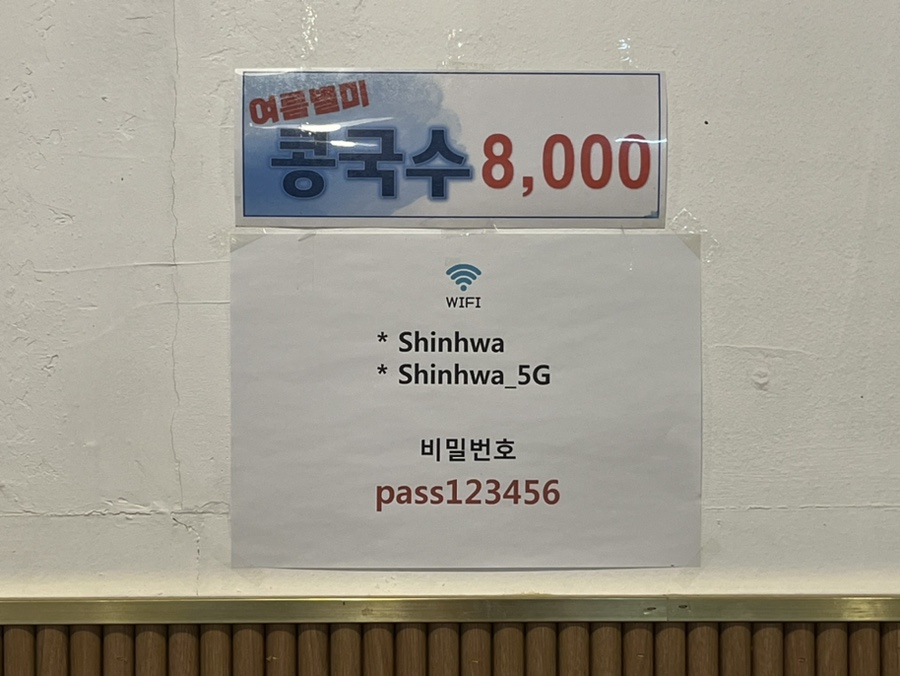 여름별미
콩국수 8,000
WIFI
* Shinhwa
* Shinhwa_5G
비밀번호
pass123456